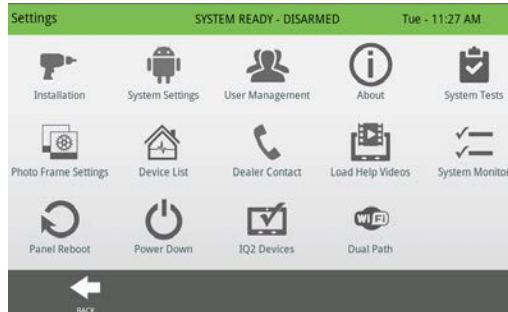 Settings SYSTEM READY - DISARMED Tue - 11:27 AM
Installation System Settings User Management About System Tests
Photo Frame Settings Device List Dealer Contact Load Help Videos System Monitor
WiFi
Panel Reboot Power Down IQ2 Devices Dual Path
BACK